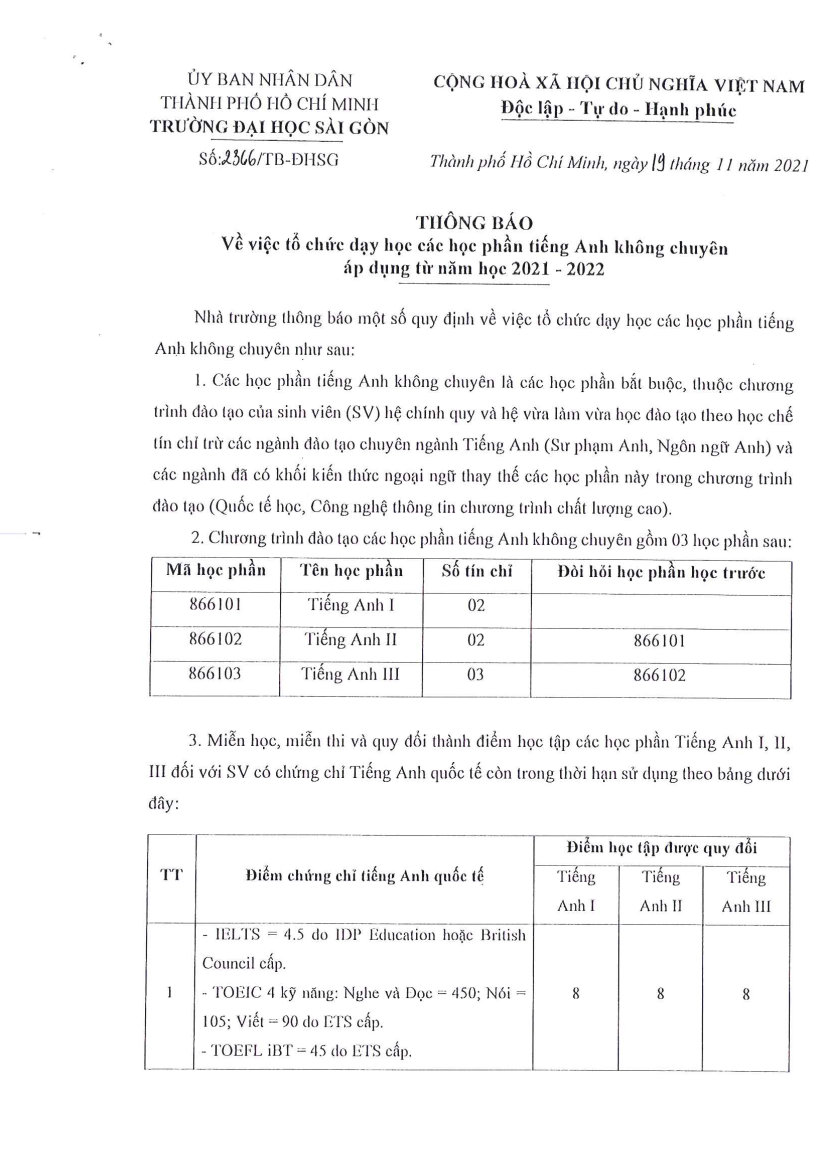 ỦY BAN NHÂN DÂN
THÀNH PHỐ HỒ CHÍ MINH
TRƯỜNG ĐẠI HỌC SÀI GÒN
Số:2366/TB-ĐHSG
CỘNG HOÀ XÃ HỘI CHỦ NGHĨA VIỆT NAM
Độc lập - Tự do - Hạnh phúc
Thành phố Hồ Chí Minh, ngày 19 tháng 11 năm 2021
THÔNG BÁO
Về việc tổ chức dạy học các học phần tiếng Anh không chuyên
áp dụng từ năm học 2021 - 2022
Nhà trường thông báo một số quy định về việc tổ chức dạy học các học phần tiếng
Anh không chuyên như sau:
1. Các học phần tiếng Anh không chuyên là các học phần bắt buộc, thuộc chương
trình đào tạo của sinh viên (SV) hệ chính quy và hệ vừa làm vừa học đào tạo theo học chế
tín chỉ trừ các ngành đào tạo chuyên ngành Tiếng Anh (Sư phạm Anh, Ngôn ngữ Anh) và
các ngành đã có khối kiến thức ngoại ngữ thay thế các học phần này trong chương trình
đào tạo (Quốc tế học, Công nghệ thông tin chương trình chất lượng cao).
2. Chương trình đào tạo các học phần tiếng Anh không chuyên gồm 03 học phần sau:
Mã học phần Tên học phần Số tín chỉ Đòi hỏi học phần học trước
866101 Tiếng Anh I 02
866102 Tiếng Anh II 02 866101
866103 Tiếng Anh III 03 866102
3. Miễn học, miễn thi và quy đổi thành điểm học tập các học phần Tiếng Anh I, II,
III đối với SV có chứng chỉ Tiếng Anh quốc tế còn trong thời hạn sử dụng theo bảng dưới
đây:
TT Điểm chứng chỉ tiếng Anh quốc tế Điểm học tập được quy đổi
Tiếng Tiếng Tiếng
Anh I Anh II Anh III
- IELTS = 4.5 do IDP Education hoặc British
Council cấp.
1 - TOEIC 4 kỹ năng: Nghe và Đọc = 450; Nói = 8 8 8
105; Viết = 90 do ETS cấp.
- TOEFL iBT = 45 do ETS cấp.